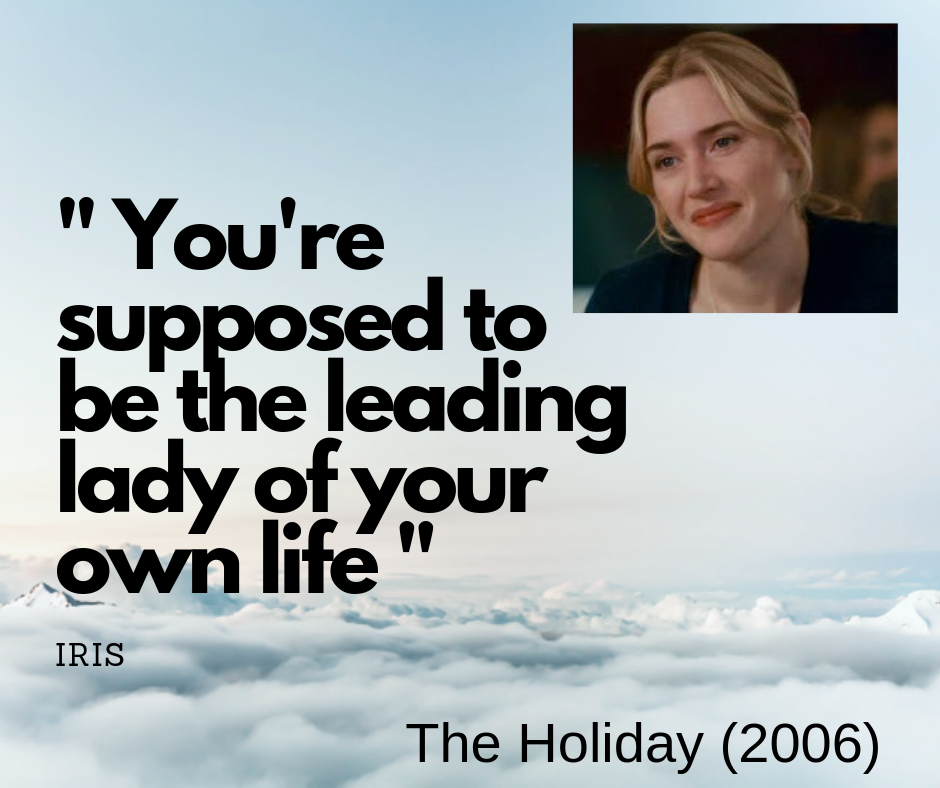 " You're
supposed to
be the leading
lady of your
own life "
IRIS
The Holiday (2006)